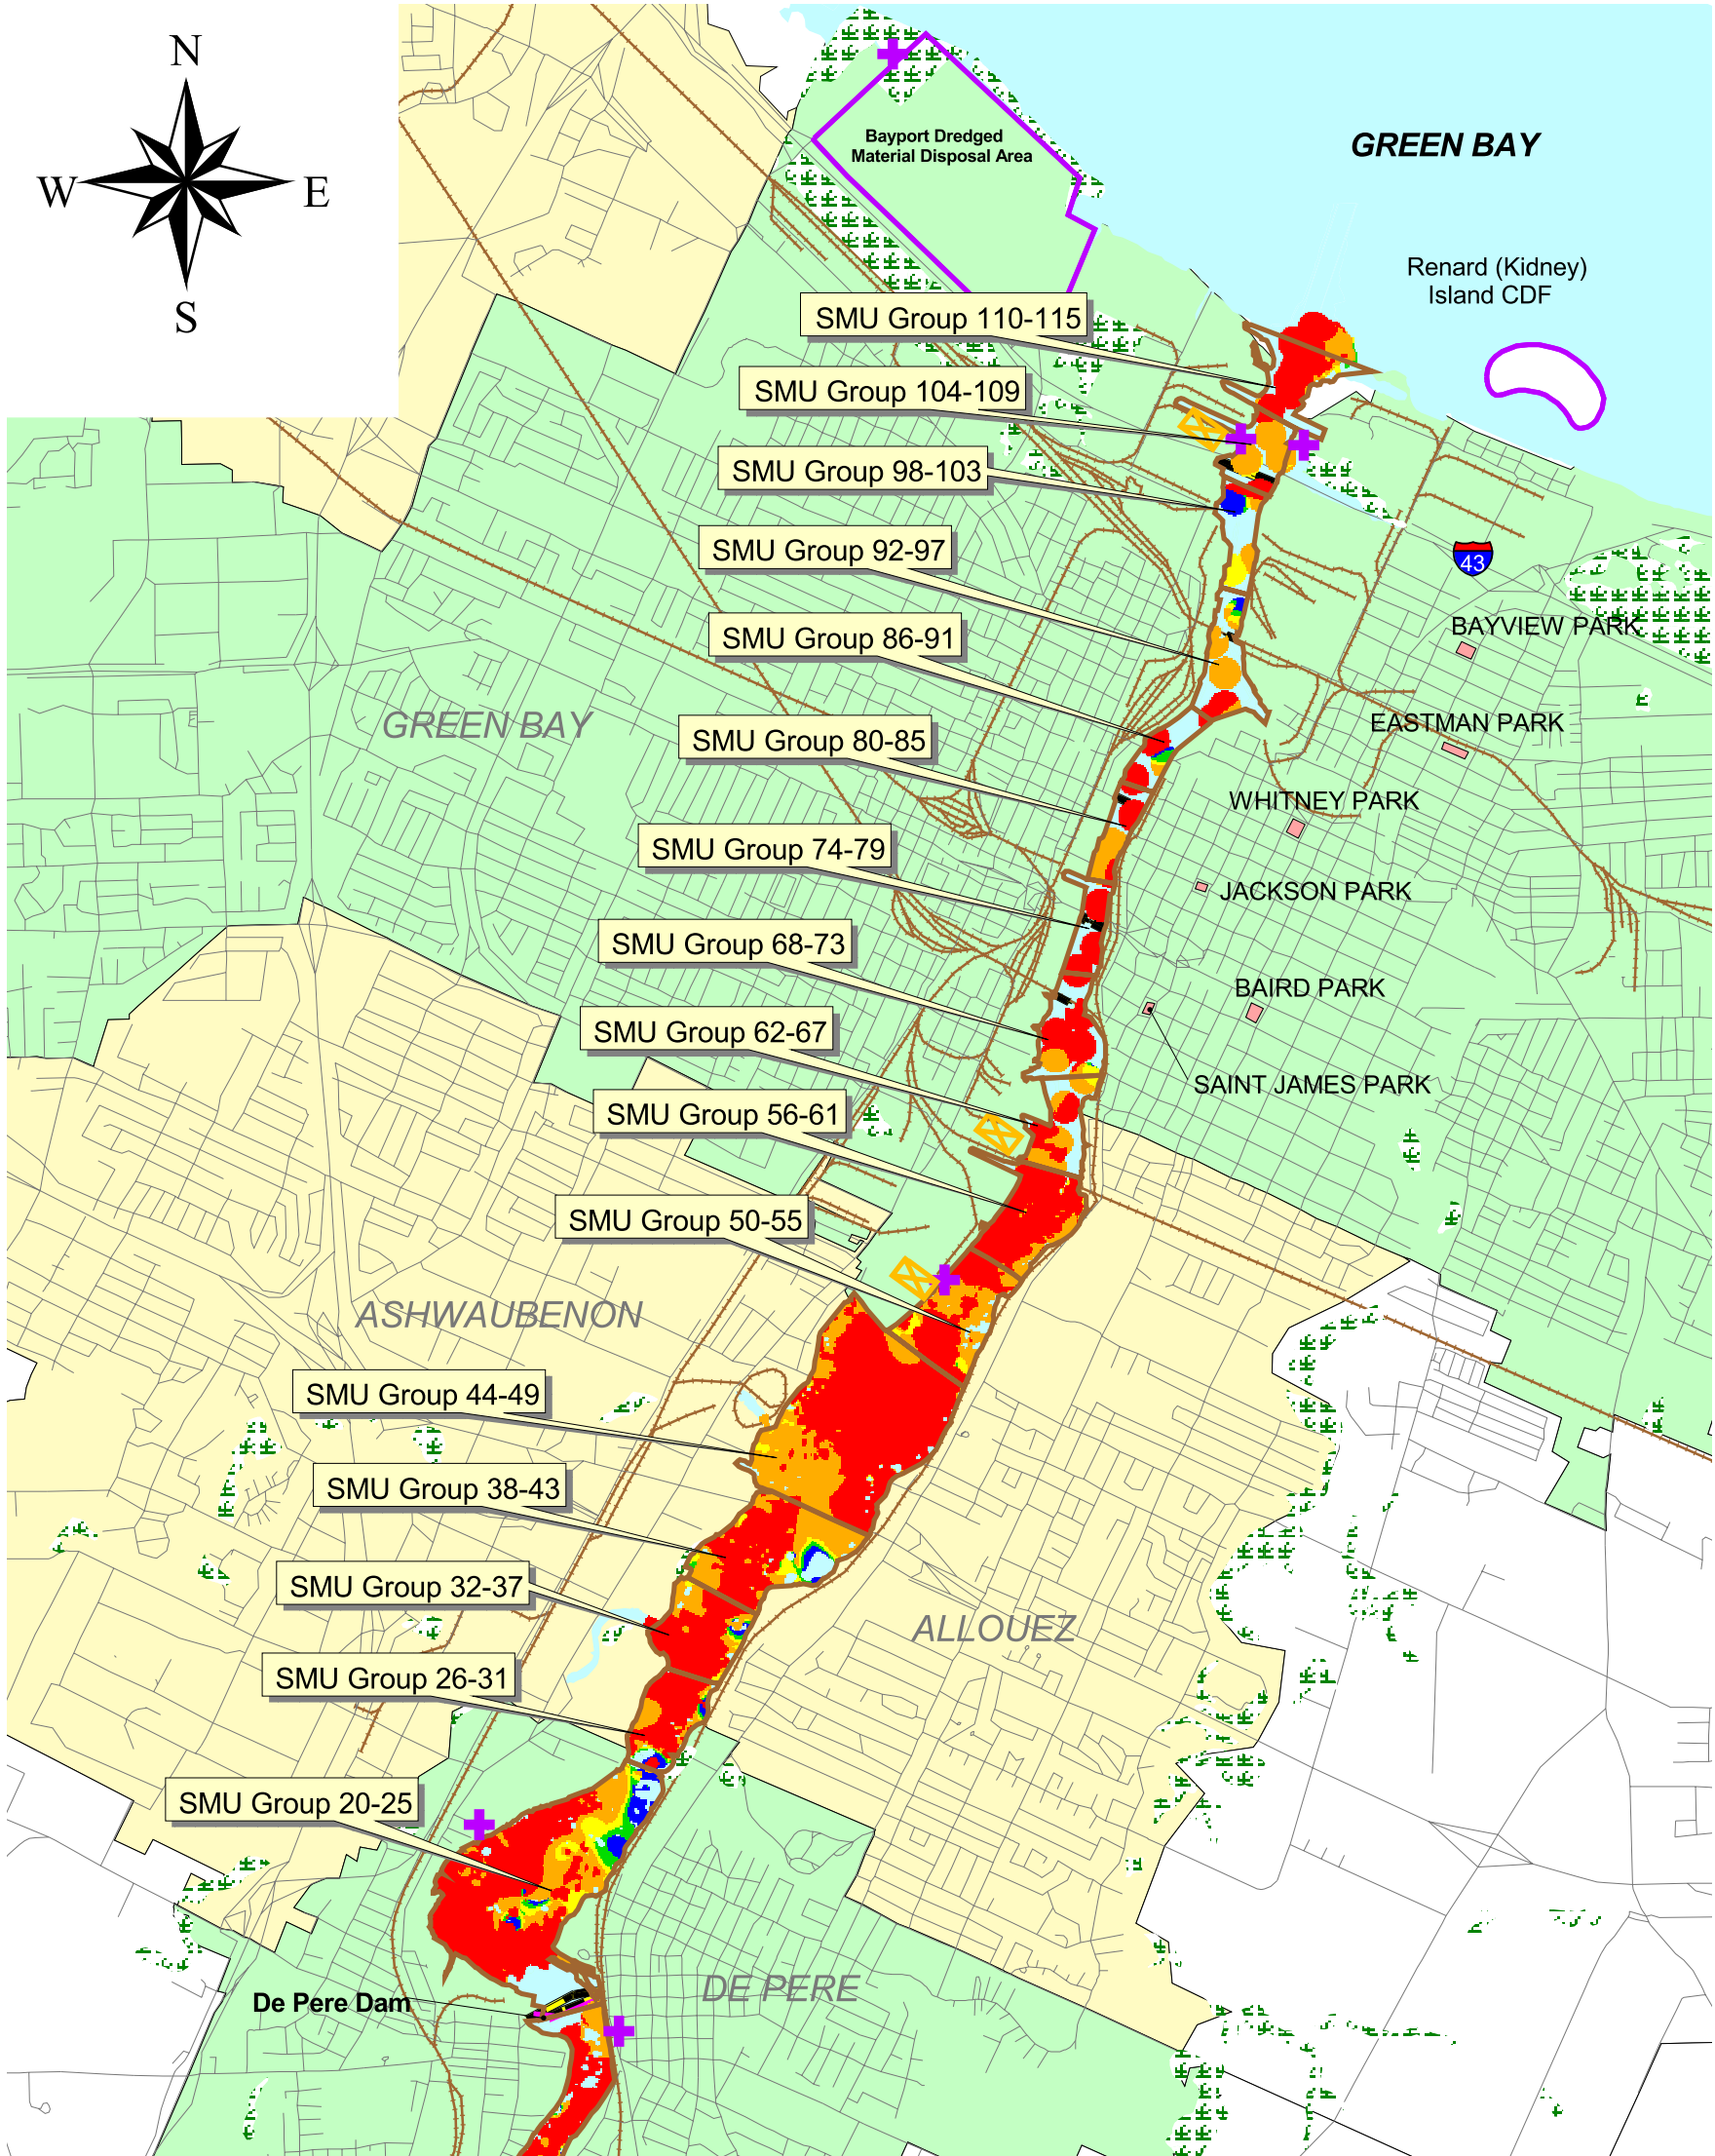 N
W
E
S
Bayport Dredged
Material Disposal Area
GREEN BAY
Renard (Kidney)
Island CDF
SMU Group 110-115
SMU Group 104-109
SMU Group 98-103
SMU Group 92-97
43
SMU Group 86-91
BAYVIEW PARK
GREEN BAY
EASTMAN PARK
SMU Group 80-85
WHITNEY PARK
SMU Group 74-79
JACKSON PARK
SMU Group 68-73
BAIRD PARK
SMU Group 62-67
SAINT JAMES PARK
SMU Group 56-61
SMU Group 50-55
ASHWAUBENON
SMU Group 44-49
SMU Group 38-43
SMU Group 32-37
ALLOUEZ
SMU Group 26-31
SMU Group 20-25
DE PERE
De Pere Dam